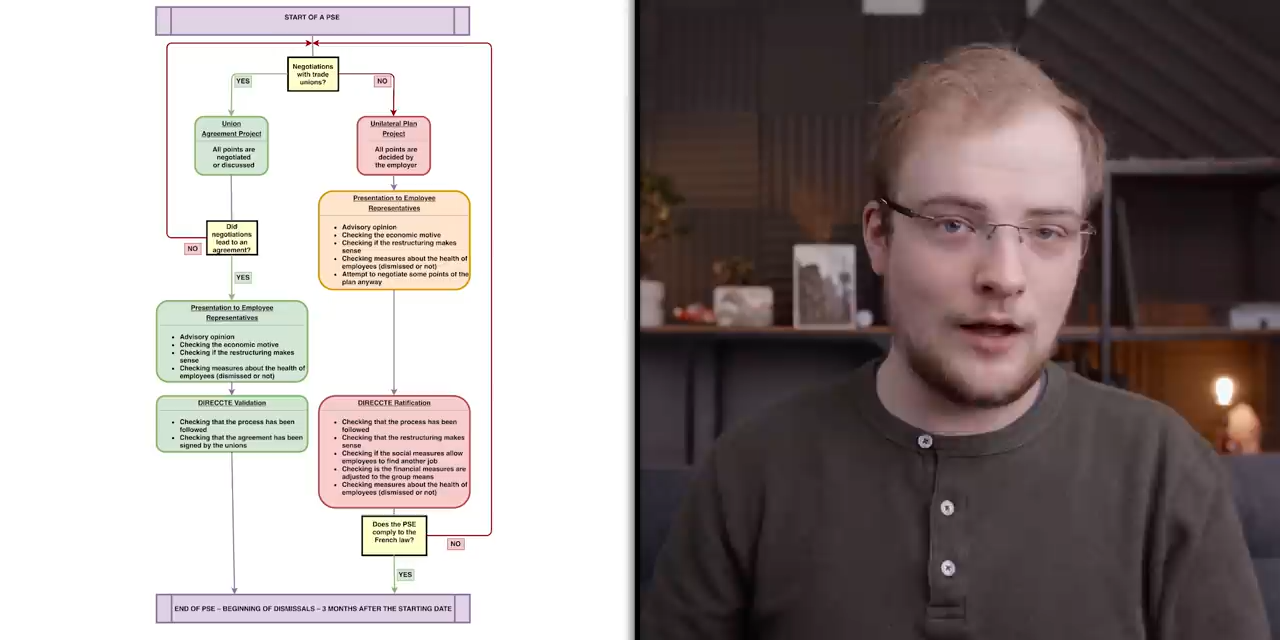 START OF A PSE
Negotiations
with trade
unions?
YES
NO
Union
Agreement Project
All points are
negotiated
or discussed
Unilateral Plan
Project
All points are
decided by
the employer
Presentation to Employee
Representatives
Advisory opinion
Checking the economic motive
Checking if the restructuring makes
sense
Checking measures about the health of
employees (dismissed or not)
Attempt to negotiate some points of the
plan anyway
Did
negotiations
lead to an
agreement?
NO
YES
Presentation to Employee
Representatives
Advisory opinion
Checking the economic motive
Checking if the restructuring makes
sense
Checking measures about the health of
employees (dismissed or not)
DIRECCTE Validation
Checking that the process has been
followed
Checking that the agreement has been
signed by the unions
DIRECCTE Ratification
Checking that the process has been
followed
Checking that the restructuring makes
sense
Checking if the social measures allow
employees to find another job
Checking is the financial measures are
adjusted to the group means
Checking measures about the health of
employees (dismissed or not)
Does the PSE
comply to the
French law?
NO
YES
END OF PSE – BEGINNING OF DISMISSALS – 3 MONTHS AFTER THE STARTING DATE